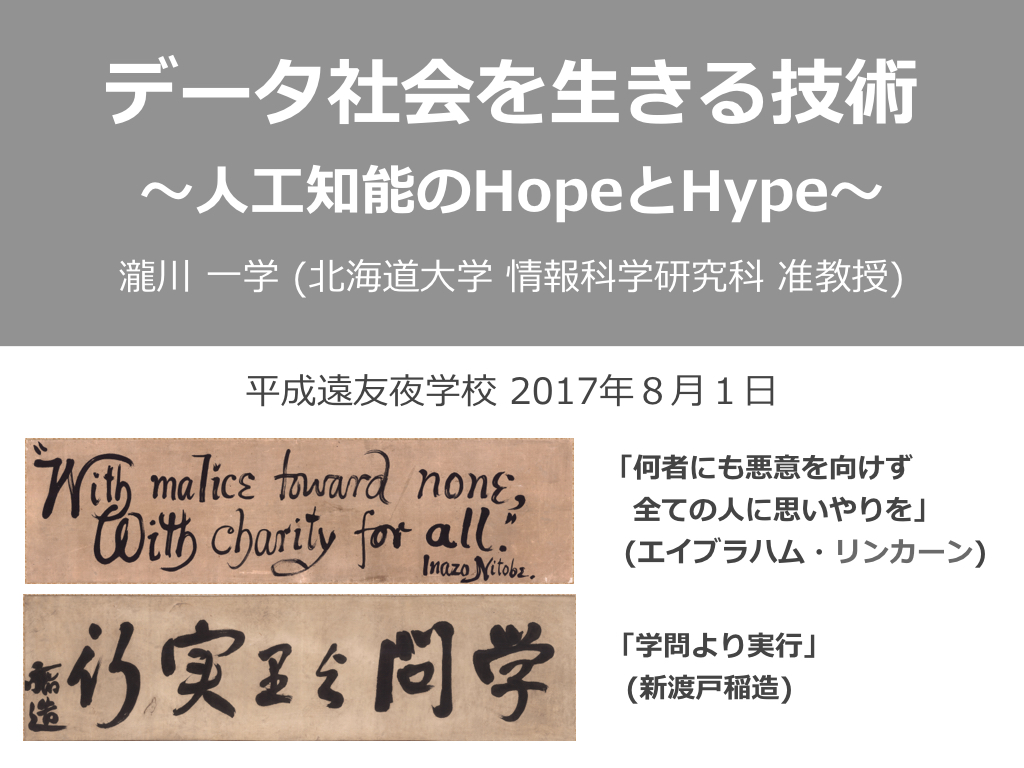 データ社会を生きる技術
～人工知能のHopeとHype～
瀧川 一学 (北海道大学 情報科学研究科 准教授)
平成遠友夜学校 2017年８月１日
"With malice toward none,
With charity for all."
Inazo Nitobe.
「何者にも悪意を向けず
全ての人に思いやりを」
(エイブラハム・リンカーン)
学問より実行
稲造
「学問より実行」
(新渡戸稲造)